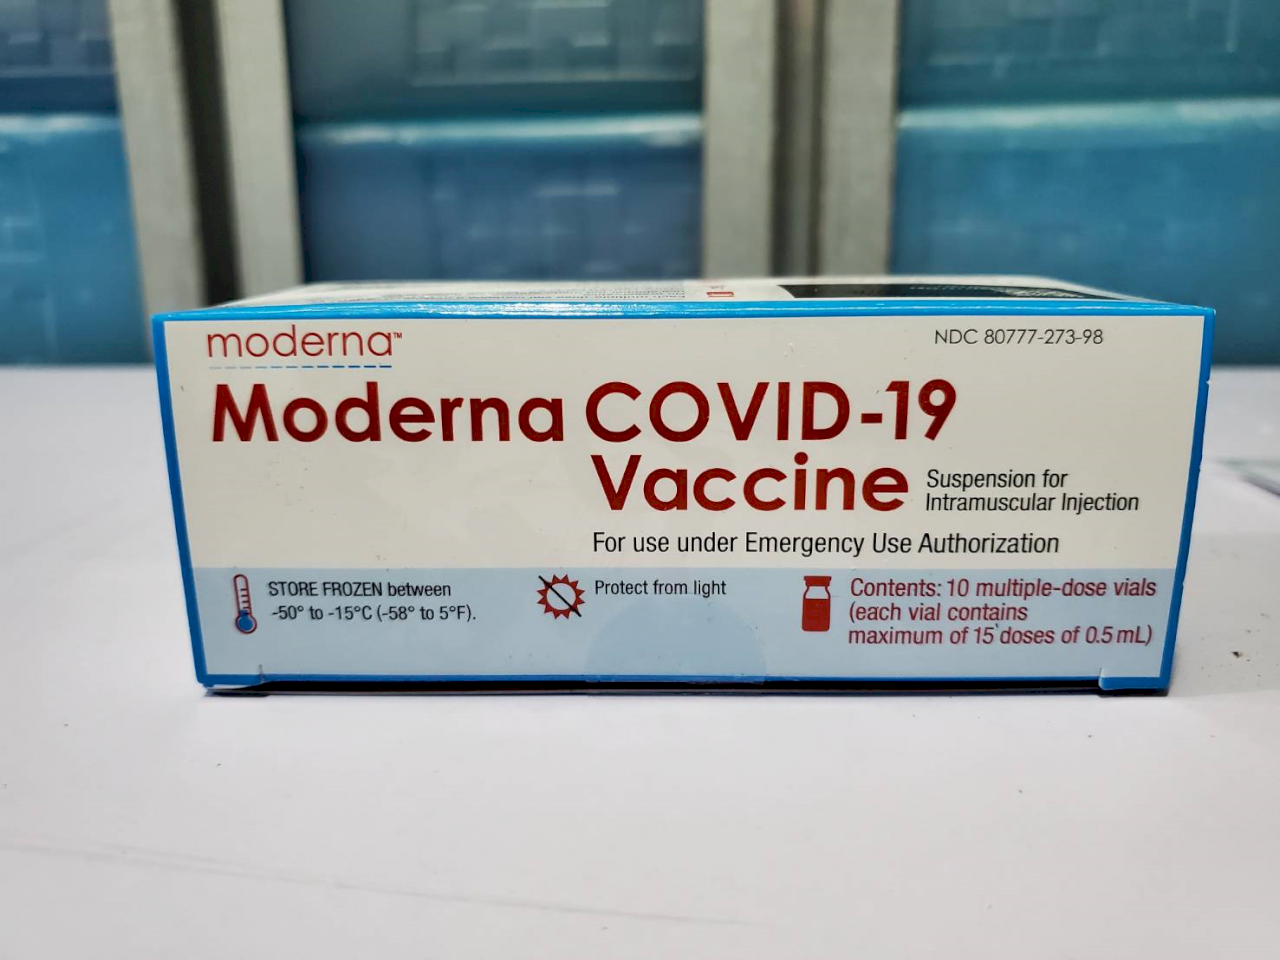 moderna™
NDC 80777-273-98
Moderna COVID-19
Vaccine
Suspension for
Intramuscular Injection
For use under Emergency Use Authorization
STORE FROZEN between
-50° to -15°C (-58° to 5°F).
Protect from light
Contents: 10 multiple-dose vials
(each vial contains
maximum of 15 doses of 0.5 mL)